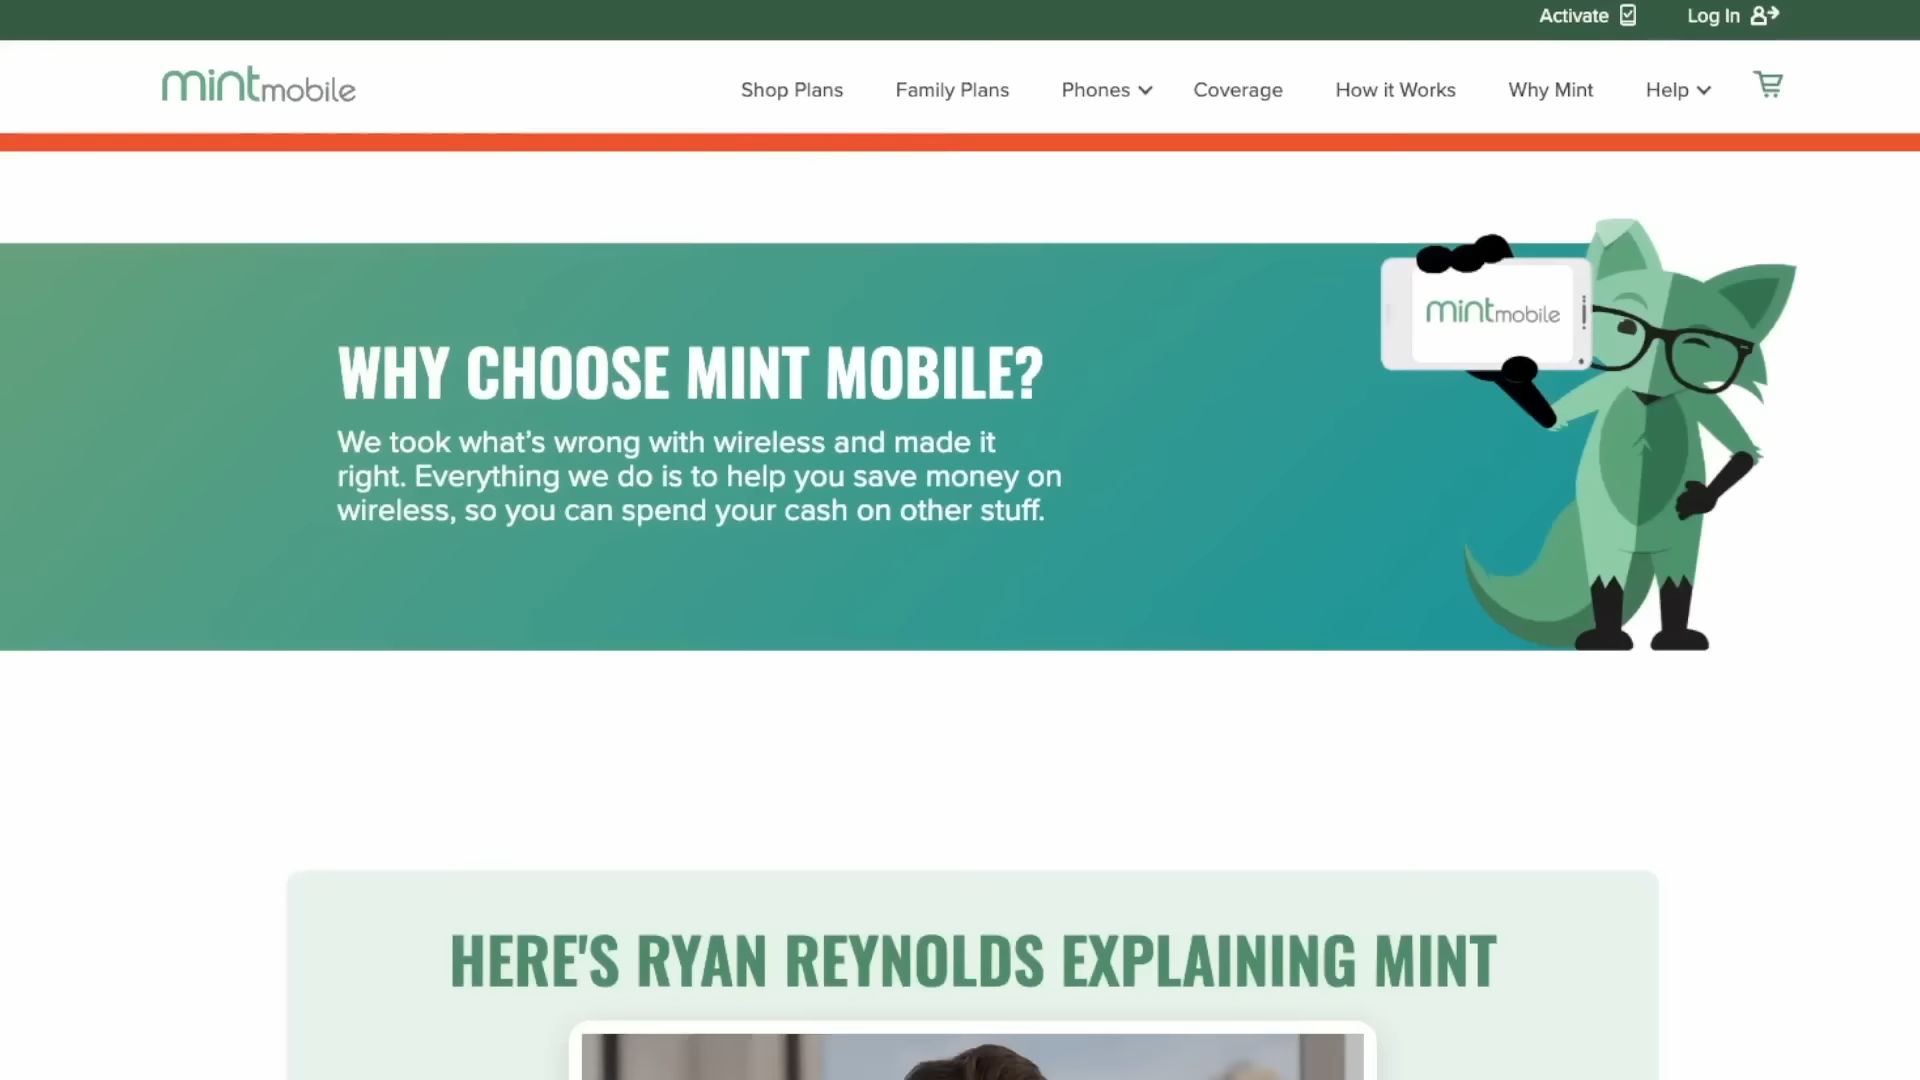 Activate
Log In
mintmobile
Shop Plans
Family Plans
Phones
Coverage
How it Works
Why Mint
Help
mintmobile
WHY CHOOSE MINT MOBILE?
We took what’s wrong with wireless and made it
right. Everything we do is to help you save money on
wireless, so you can spend your cash on other stuff.
HERE'S RYAN REYNOLDS EXPLAINING MINT